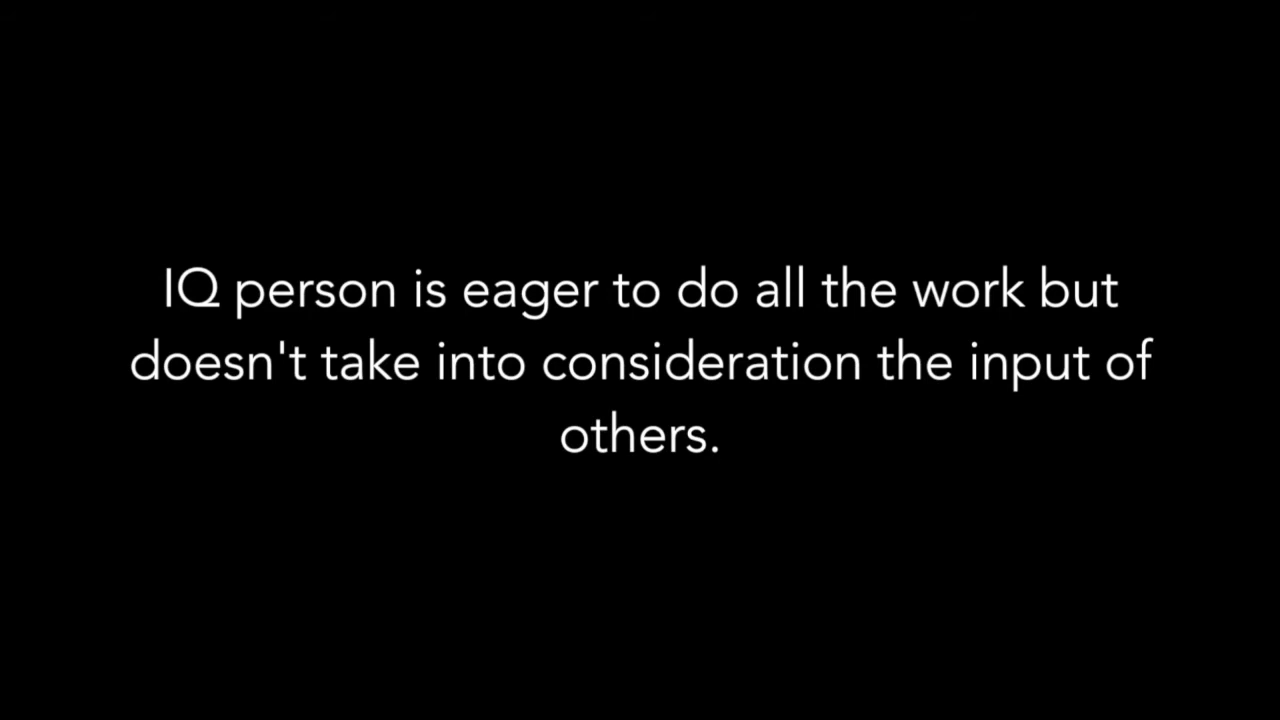 IQ person is eager to do all the work but
doesn't take into consideration the input of
others.